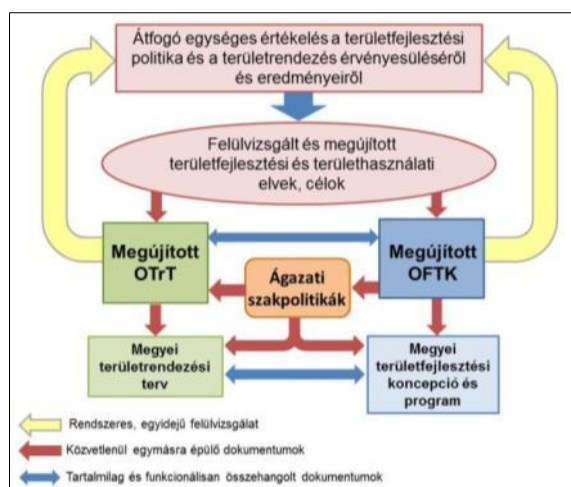 Átfogó egységes értékelés a területfejlesztési
politika és a területrendezés érvényesüléséről
és eredményeiről
Felülvizsgált és megújított
területfejlesztési és területhasználati
elvek, célok
Megújított
OTrT
Megújított
OFTK
Ágazati
szakpolitikák
Megyei
területrendezési
terv
Megyei
területfejlesztési
koncepció és
program
Rendszeres, egyidejű felülvizsgálat
Közvetlenül egymásra épülő dokumentumok
Tartalmilag és funkcionálisan összehangolt dokumentumok